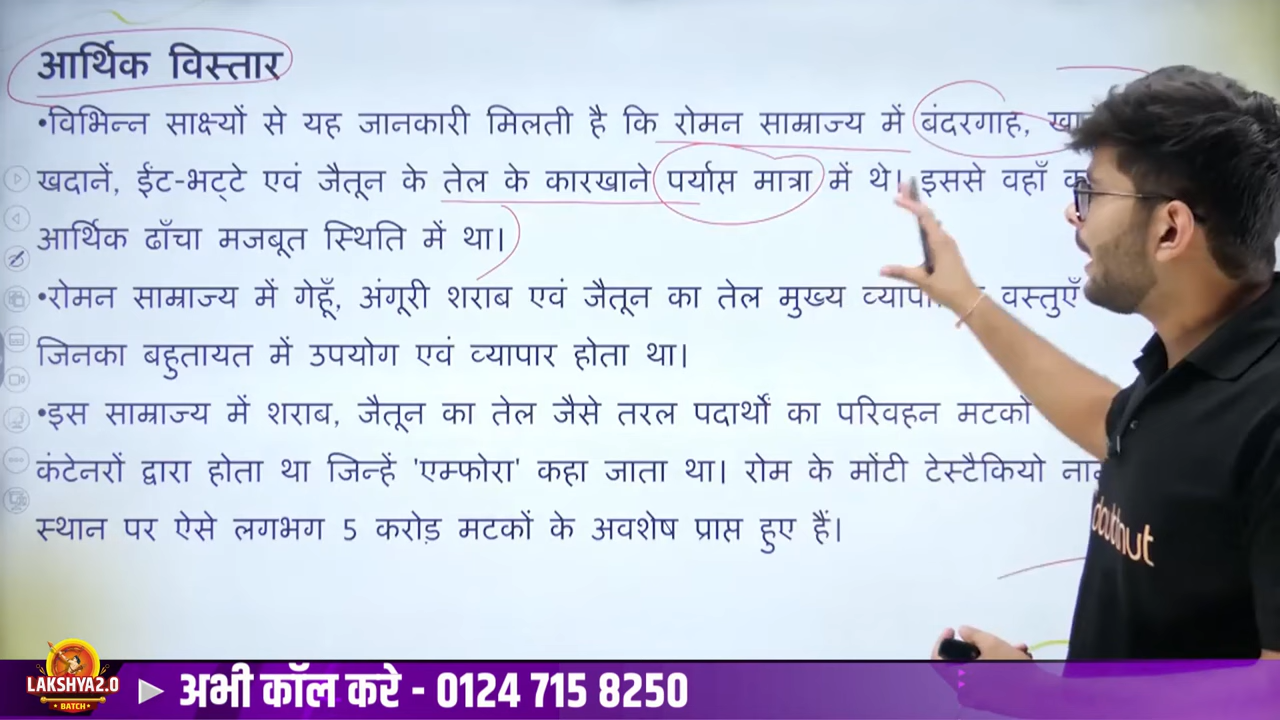 आर्थिक विस्तार
•विभिन्न साक्ष्यों से यह जानकारी मिलती है कि रोमन साम्राज्य में बंदरगाह,
खदानें, ईंट-भट्टे एवं जैतून के तेल के कारखाने पर्याप्त मात्रा में थे। इससे वहाँ
आर्थिक ढाँचा मजबूत स्थिति में था।
•रोमन साम्राज्य में गेहूँ, अंगूरी शराब एवं जैतून का तेल मुख्य वस्तुएँ
जिनका बहुतायत में उपयोग एवं व्यापार होता था।
•इस साम्राज्य में शराब, जैतून का तेल जैसे तरल पदार्थों का परिवहन मटकों
कंटेनरों द्वारा होता था जिन्हें 'एम्फोरा' कहा जाता था। रोम के मोंटी टेस्टैकियो
स्थान पर ऐसे लगभग 5 करोड़ मटकों के अवशेष प्राप्त हुए हैं।
doubtnut
LAKSHYA2.0
BATCH
अभी कॉल करे - 0124 715 8250